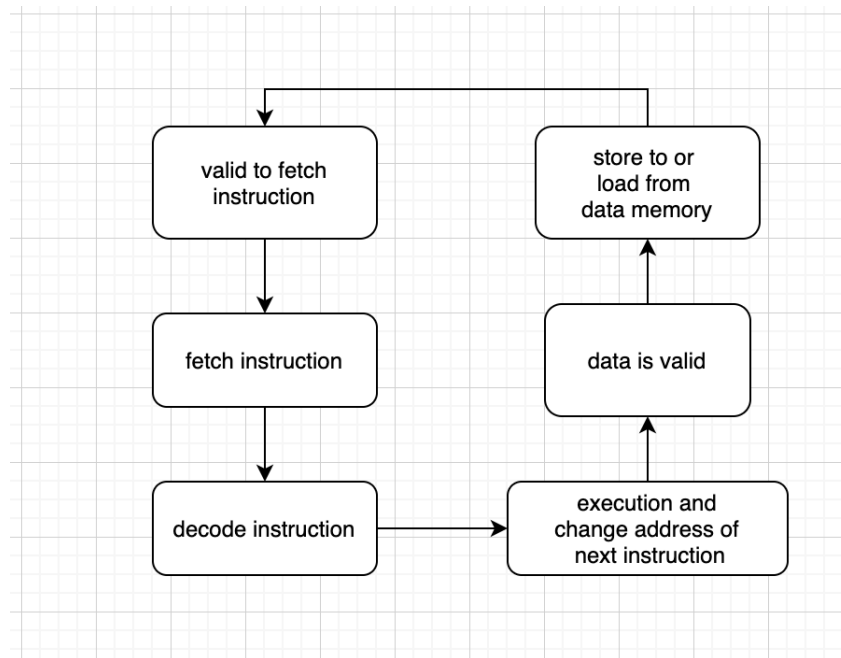 valid to fetch
instruction
fetch instruction
decode instruction
execution and
change address of
next instruction
data is valid
store to or
load from
data memory